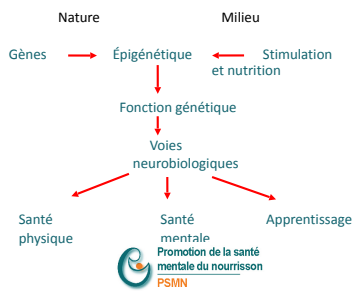 Nature Milieu
Gènes Épigénétique Stimulation
et nutrition
Fonction génétique
Voies
neurobiologiques
Santé Santé Apprentissage
physique mentale
Promotion de la santé
mentale du nourrisson
PSMN